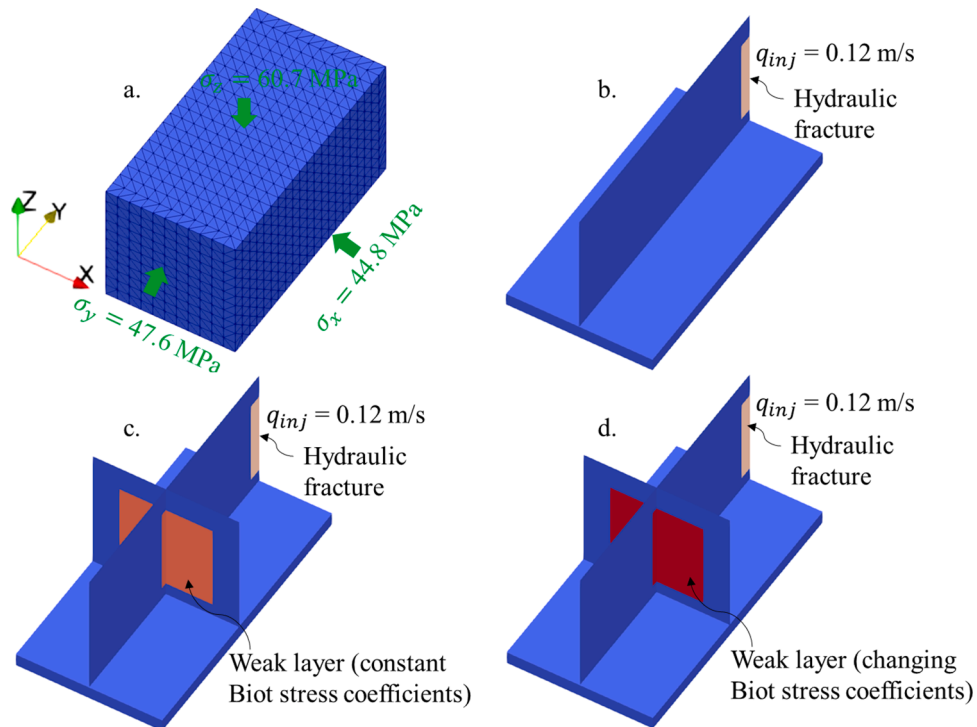 a.
σz = 60.7 MPa
Z
Y
X
σy = 47.6 MPa
σx = 44.8 MPa
b.
qinj = 0.12 m/s
Hydraulic
fracture
c.
qinj = 0.12 m/s
Hydraulic
fracture
Weak layer (constant
Biot stress coefficients)
d.
qinj = 0.12 m/s
Hydraulic
fracture
Weak layer (changing
Biot stress coefficients)